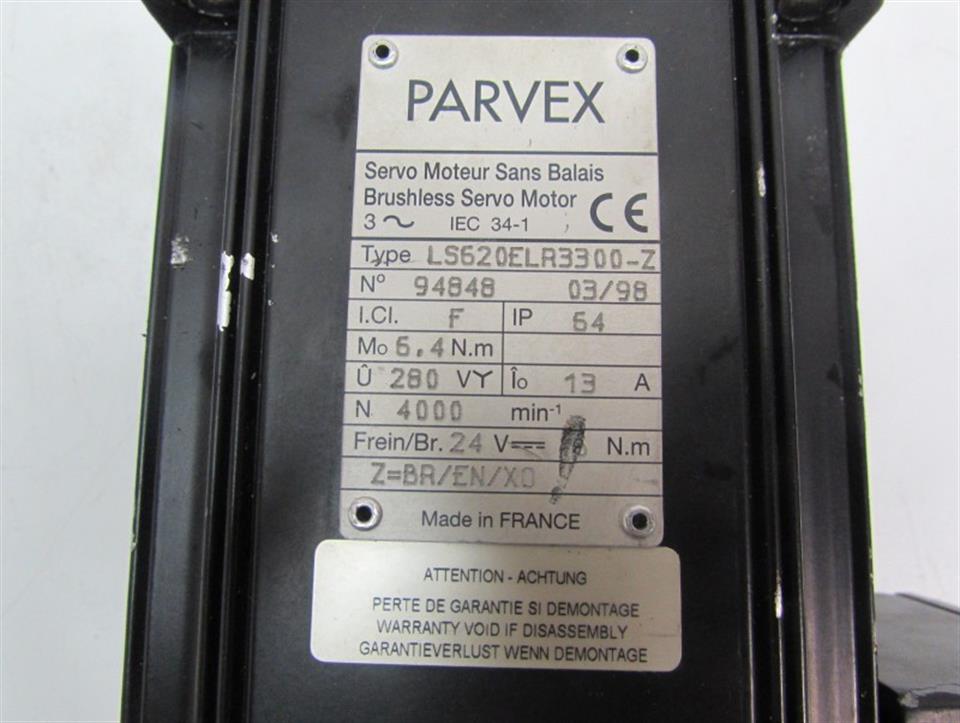 PARVEX
Servo Moteur Sans Balais
Brushless Servo Motor
3 ~ IEC 34-1 CE
Type LS620ELR3300-Z
N° 94848 03/98
I.Cl. F IP 64
Mo 6.4 N.m
Û 280 VY Îo 13 A
N 4000 min-1
Frein/Br. 24 V⎓ N.m
Z=BR/EN/X0
Made in FRANCE
ATTENTION - ACHTUNG
PERTE DE GARANTIE SI DEMONTAGE
WARRANTY VOID IF DISASSEMBLY
GARANTIEVERLUST WENN DEMONTAGE